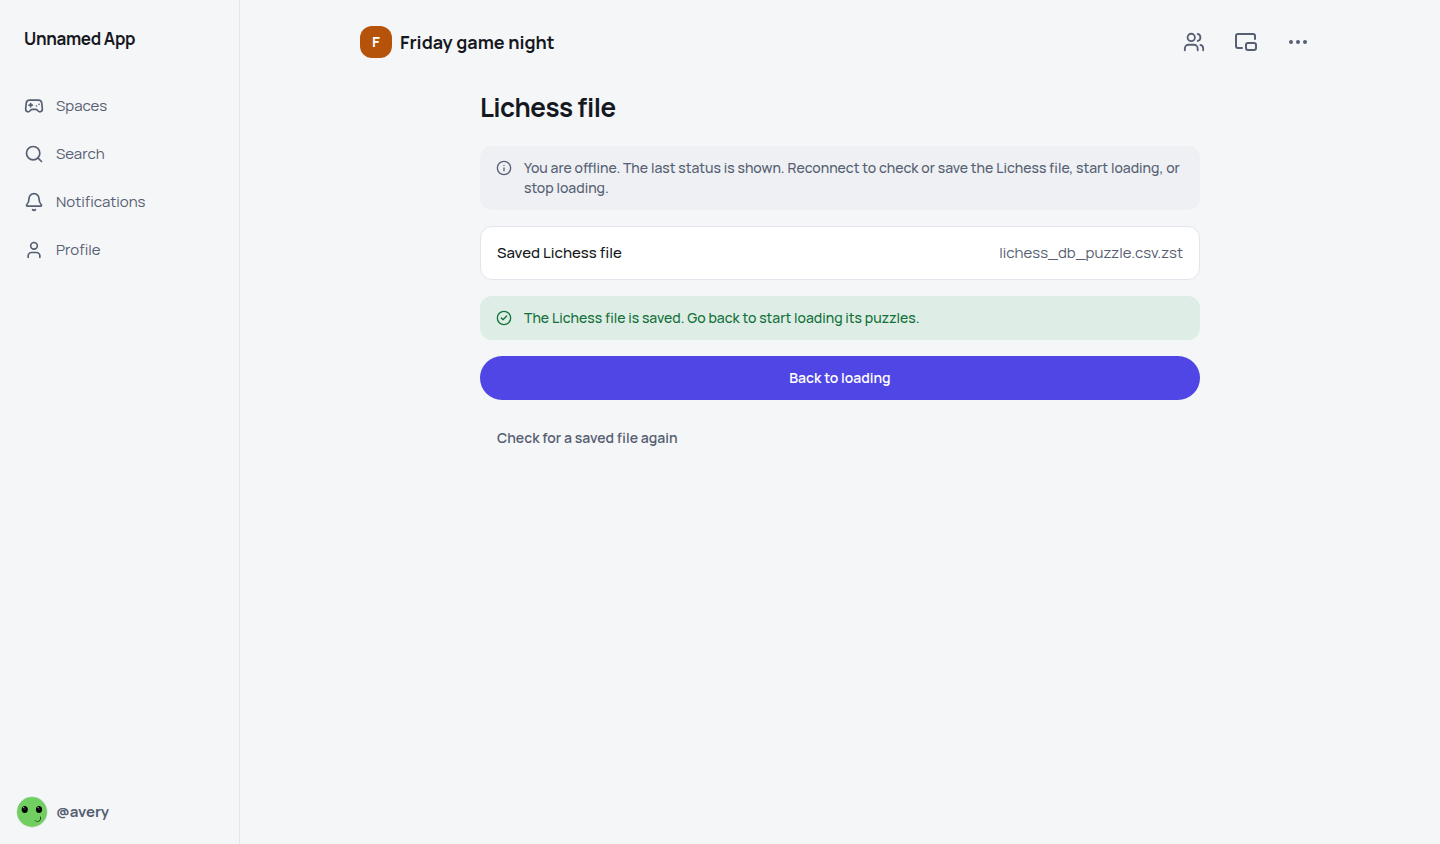 Unnamed App
Spaces
Search
Notifications
Profile
@avery
F
Friday game night
Lichess file
You are offline. The last status is shown. Reconnect to check or save the Lichess file, start loading, or
stop loading.
Saved Lichess file
lichess_db_puzzle.csv.zst
The Lichess file is saved. Go back to start loading its puzzles.
Back to loading
Check for a saved file again